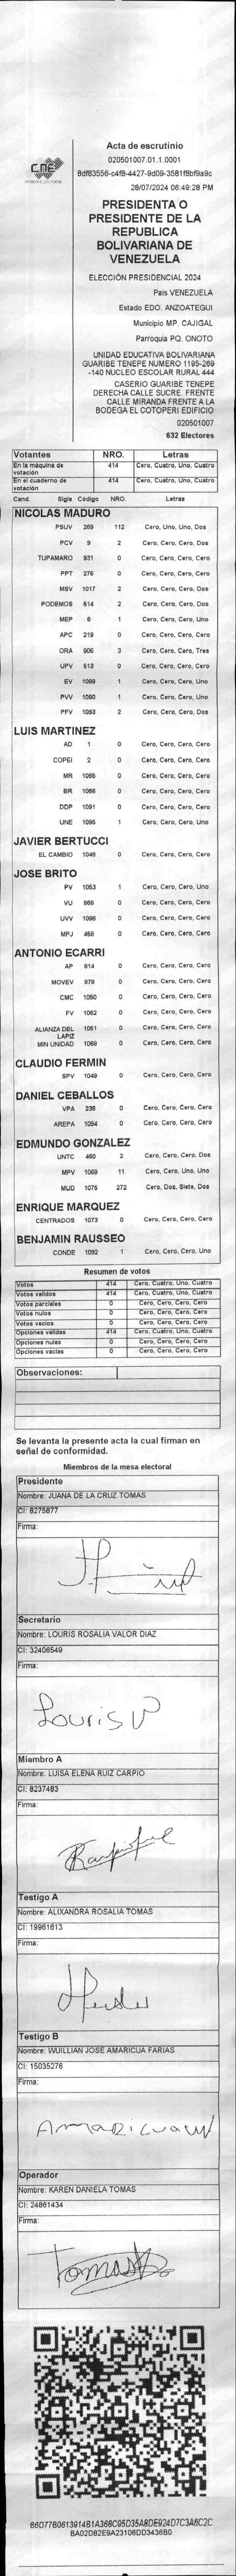 CNE
Acta de escrutinio
020501007.01.1.0001
8df83556-c4f8-4427-9d09-3581f8bf9a9c
28/07/2024 06:49:28 PM
PRESIDENTA O
PRESIDENTE DE LA
REPUBLICA
BOLIVARIANA DE
VENEZUELA
ELECCIÓN PRESIDENCIAL 2024
Pais VENEZUELA
Estado EDO. ANZOATEGUI
Municipio MP. CAJIGAL
Parroquia PQ. ONOTO
UNIDAD EDUCATIVA BOLIVARIANA
GUARIBE TENEPE NUMERO 1195-269
-140 NUCLEO ESCOLAR RURAL 444
CASERIO GUARIBE TENEPE
DERECHA CALLE SUCRE. FRENTE
CALLE MIRANDA FRENTE A LA
BODEGA EL COTOPERI EDIFICIO
020501007
632 Electores
Votantes NRO. Letras
En la máquina de votación 414 Cero, Cuatro, Uno, Cuatro
En el cuaderno de votación 414 Cero, Cuatro, Uno, Cuatro
Cand. Sigla Código NRO. Letras
NICOLAS MADURO
PSUV 269 112 Cero, Uno, Uno, Dos
PCV 9 2 Cero, Cero, Cero, Dos
TUPAMARO 931 0 Cero, Cero, Cero, Cero
PPT 276 0 Cero, Cero, Cero, Cero
MSV 1017 2 Cero, Cero, Cero, Dos
PODEMOS 514 2 Cero, Cero, Cero, Dos
MEP 6 1 Cero, Cero, Cero, Uno
APC 219 0 Cero, Cero, Cero, Cero
ORA 906 3 Cero, Cero, Cero, Tres
UPV 513 0 Cero, Cero, Cero, Cero
EV 1089 1 Cero, Cero, Cero, Uno
PVV 1090 1 Cero, Cero, Cero, Uno
PFV 1093 2 Cero, Cero, Cero, Dos
LUIS MARTINEZ
AD 1 0 Cero, Cero, Cero, Cero
COPEI 2 0 Cero, Cero, Cero, Cero
MR 1065 0 Cero, Cero, Cero, Cero
BR 1066 0 Cero, Cero, Cero, Cero
DDP 1091 0 Cero, Cero, Cero, Cero
UNE 1095 1 Cero, Cero, Cero, Uno
JAVIER BERTUCCI
EL CAMBIO 1048 0 Cero, Cero, Cero, Cero
JOSE BRITO
PV 1053 1 Cero, Cero, Cero, Uno
VU 868 0 Cero, Cero, Cero, Cero
UVV 1096 0 Cero, Cero, Cero, Cero
MPJ 459 0 Cero, Cero, Cero, Cero
ANTONIO ECARRI
AP 814 0 Cero, Cero, Cero, Cero
MOVEV 878 0 Cero, Cero, Cero, Cero
CMC 1050 0 Cero, Cero, Cero, Cero
FV 1062 0 Cero, Cero, Cero, Cero
ALIANZA DEL LAPIZ 1051 0 Cero, Cero, Cero, Cero
MIN UNIDAD 1068 0 Cero, Cero, Cero, Cero
CLAUDIO FERMIN
SPV 1049 0 Cero, Cero, Cero, Cero
DANIEL CEBALLOS
VPA 236 0 Cero, Cero, Cero, Cero
AREPA 1094 0 Cero, Cero, Cero, Cero
EDMUNDO GONZALEZ
UNTC 460 2 Cero, Cero, Cero, Dos
MPV 1069 11 Cero, Cero, Uno, Uno
MUD 1075 272 Cero, Dos, Siete, Dos
ENRIQUE MARQUEZ
CENTRADOS 1073 0 Cero, Cero, Cero, Cero
BENJAMIN RAUSSEO
CONDE 1092 1 Cero, Cero, Cero, Uno
Resumen de votos
Votos 414 Cero, Cuatro, Uno, Cuatro
Votos validos 414 Cero, Cuatro, Uno, Cuatro
Votos parciales 0 Cero, Cero, Cero, Cero
Votos nulos 0 Cero, Cero, Cero, Cero
Votos vacios 0 Cero, Cero, Cero, Cero
Opciones validas 414 Cero, Cuatro, Uno, Cuatro
Opciones nulas 0 Cero, Cero, Cero, Cero
Opciones vacias 0 Cero, Cero, Cero, Cero
Observaciones:
Se levanta la presente acta la cual firman en
señal de conformidad.
Miembros de la mesa electoral
Presidente
Nombre: JUANA DE LA CRUZ TOMAS
CI: 8275877
Firma:
Secretario
Nombre: LOURIS ROSALIA VALOR DIAZ
CI: 32406549
Firma:
Louris V
Miembro A
Nombre: LUISA ELENA RUIZ CARPIO
CI: 8237483
Firma:
Testigo A
Nombre: ALIXANDRA ROSALIA TOMAS
CI: 19961613
Firma:
Testigo B
Nombre: WUILLIAN JOSE AMARICUA FARIAS
CI: 15035276
Firma:
Operador
Nombre: KAREN DANIELA TOMAS
CI: 24861434
Firma:
B6D77B0613914B1A368C95D35A8DE924D7C3A8C2C
BA02D82E9A23106DD3436B0